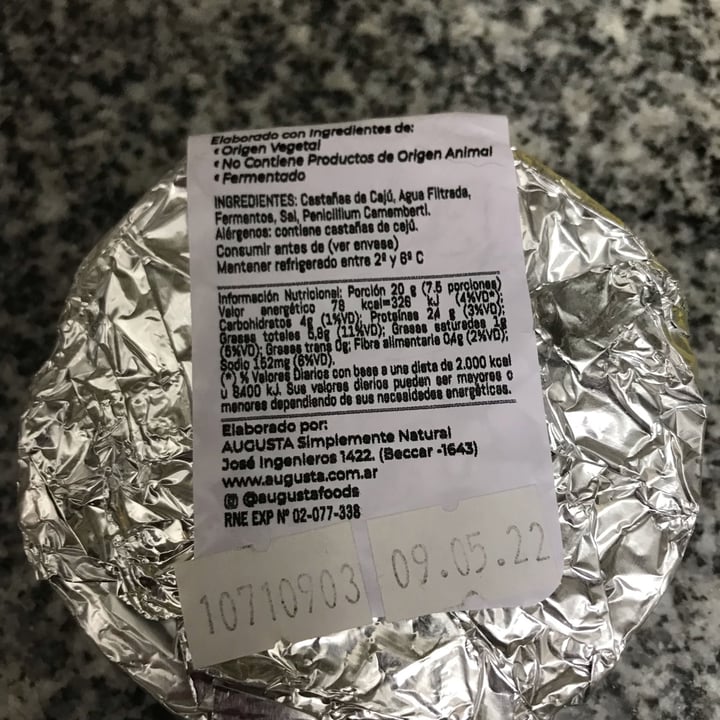 Elaborado con Ingredientes de:
• Origen Vegetal
• No Contiene Productos de Origen Animal
• Fermentado
INGREDIENTES: Castañas de Cajú, Agua Filtrada,
Fermentos, Sal, Penicillium Camemberti.
Alérgenos: contiene castañas de cajú.
Consumir antes de (ver envase)
Mantener refrigerado entre 2º y 8º C
Información Nutricional: Porción 20 g (7,5 porciones)
Valor energético 78 kcal=326 kJ (4%VD*);
Carbohidratos 4g (1%VD); Proteínas 2,1 g (3%VD);
Grasas totales 5,8g (11%VD); Grasas saturadas 1g
(5%VD); Grasas trans 0g; Fibra alimentaria 0,4g (2%VD);
Sodio 152mg (6%VD).
(*) % Valores Diarios con base a una dieta de 2.000 kcal
u 8400 kJ. Sus valores diarios pueden ser mayores o
menores dependiendo de sus necesidades energéticas.
Elaborado por:
AUGUSTA Simplemente Natural
José Ingenieros 1422. (Beccar -1643)
www.augusta.com.ar
@augustafoods
RNE EXP Nº 02-077-338
10710903 09.05.22